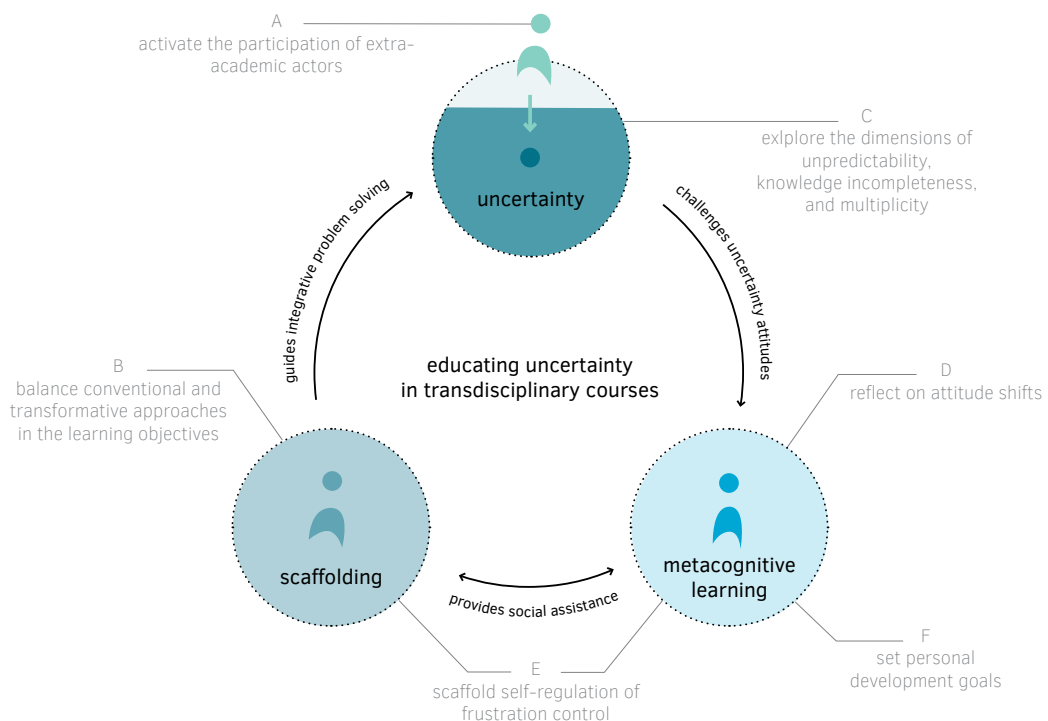 A
activate the participation of extra-
academic actors
C
exlplore the dimensions of
unpredictability,
knowledge incompleteness,
and multiplicity
uncertainty
guides integrative problem solving
challenges uncertainty attitudes
educating uncertainty
in transdisciplinary courses
B
balance conventional and
transformative approaches
in the learning objectives
D
reflect on attitude shifts
scaffolding
metacognitive
learning
provides social assistance
E
scaffold self-regulation of
frustration control
F
set personal
development goals